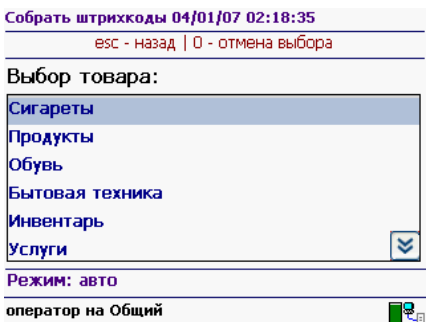 Собрать штрихкоды 04/01/07 02:18:35
esc - назад | 0 - отмена выбора
Выбор товара:
Сигареты
Продукты
Обувь
Бытовая техника
Инвентарь
Услуги
Режим: авто
оператор на Общий